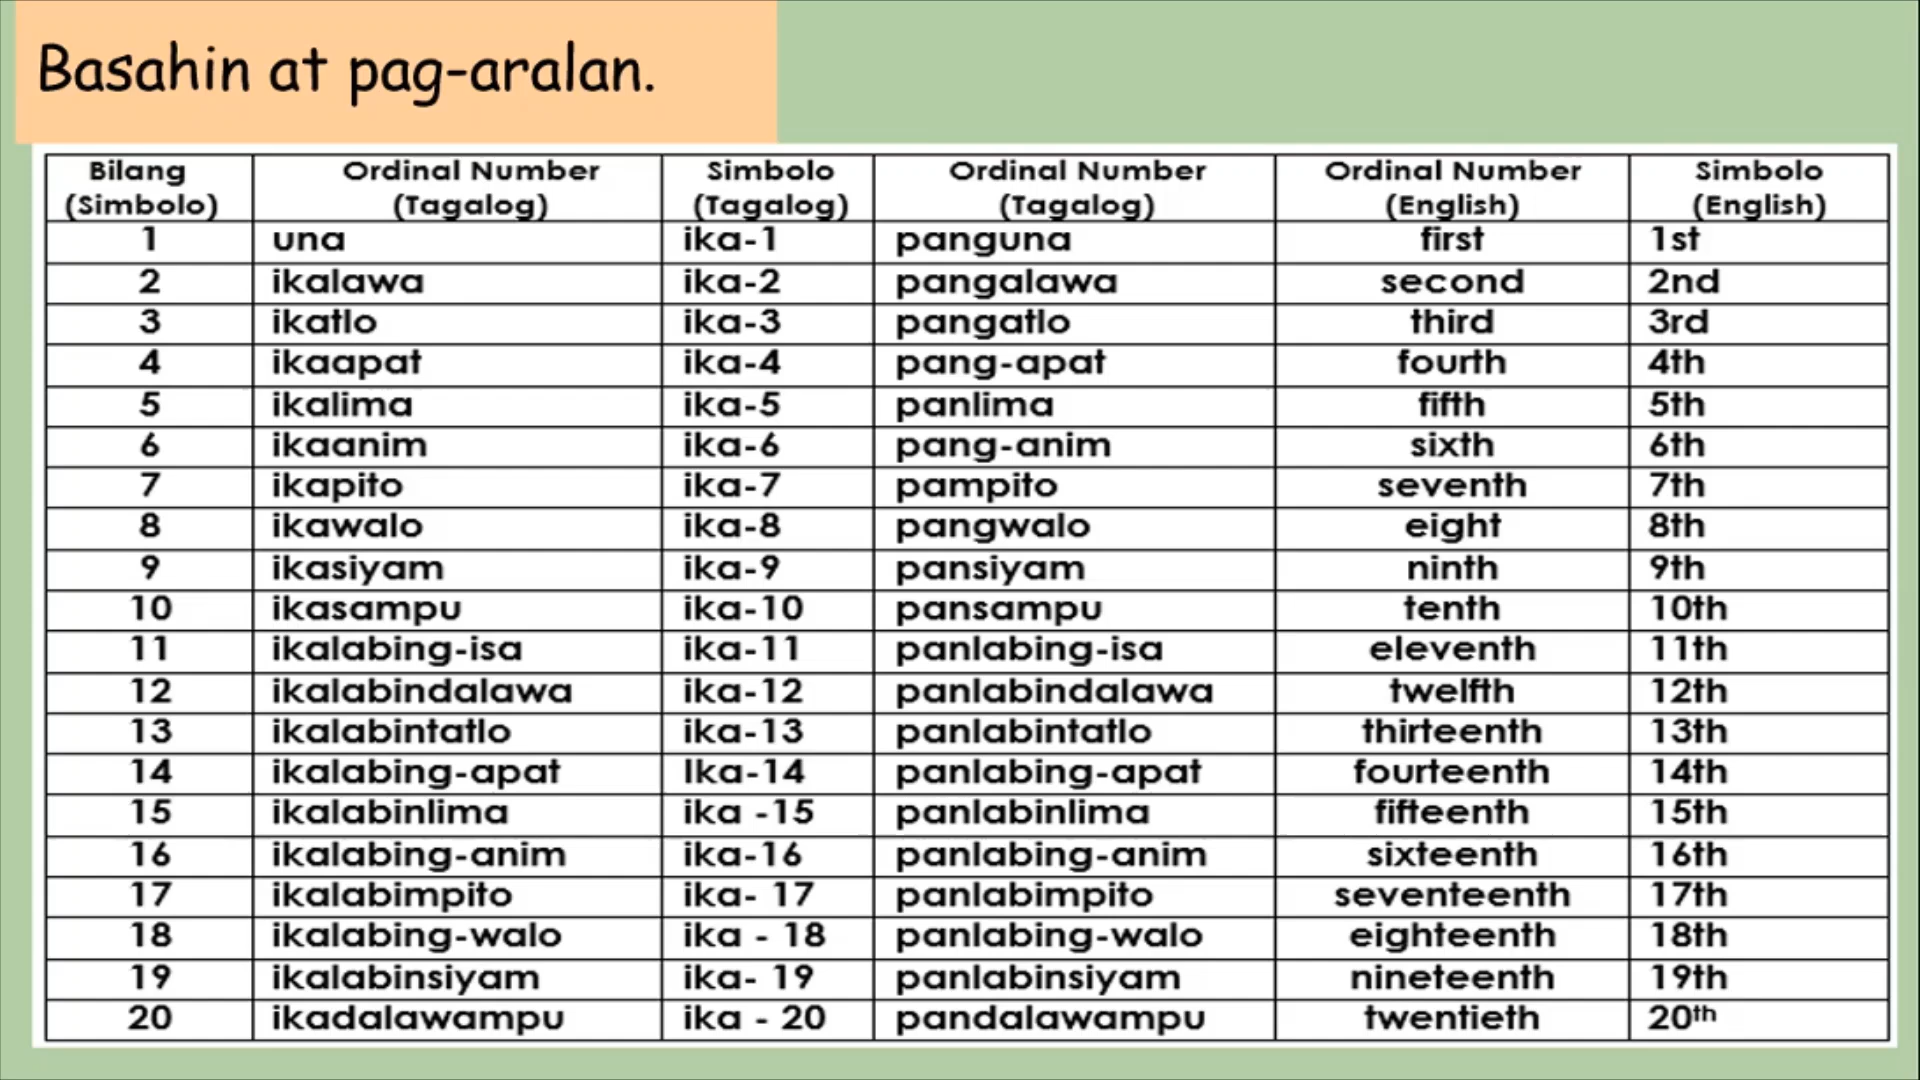 Basahin at pag-aralan.
Bilang (Simbolo) Ordinal Number (Tagalog) Simbolo (Tagalog) Ordinal Number (Tagalog) Ordinal Number (English) Simbolo (English)
1 una ika-1 panguna first 1st
2 ikalawa ika-2 pangalawa second 2nd
3 ikatlo ika-3 pangatlo third 3rd
4 ikaapat ika-4 pang-apat fourth 4th
5 ikalima ika-5 panlima fifth 5th
6 ikaanim ika-6 pang-anim sixth 6th
7 ikapito ika-7 pampito seventh 7th
8 ikawalo ika-8 pangwalo eight 8th
9 ikasiyam ika-9 pansiyam ninth 9th
10 ikasampu ika-10 pansampu tenth 10th
11 ikalabing-isa ika-11 panlabing-isa eleventh 11th
12 ikalabindalawa ika-12 panlabindalawa twelfth 12th
13 ikalabintatlo ika-13 panlabintatlo thirteenth 13th
14 ikalabing-apat Ika-14 panlabing-apat fourteenth 14th
15 ikalabinlima ika -15 panlabinlima fifteenth 15th
16 ikalabing-anim ika-16 panlabing-anim sixteenth 16th
17 ikalabimpito ika- 17 panlabimpito seventeenth 17th
18 ikalabing-walo ika - 18 panlabing-walo eighteenth 18th
19 ikalabinsiyam ika- 19 panlabinsiyam nineteenth 19th
20 ikadalawampu ika - 20 pandalawampu twentieth 20th